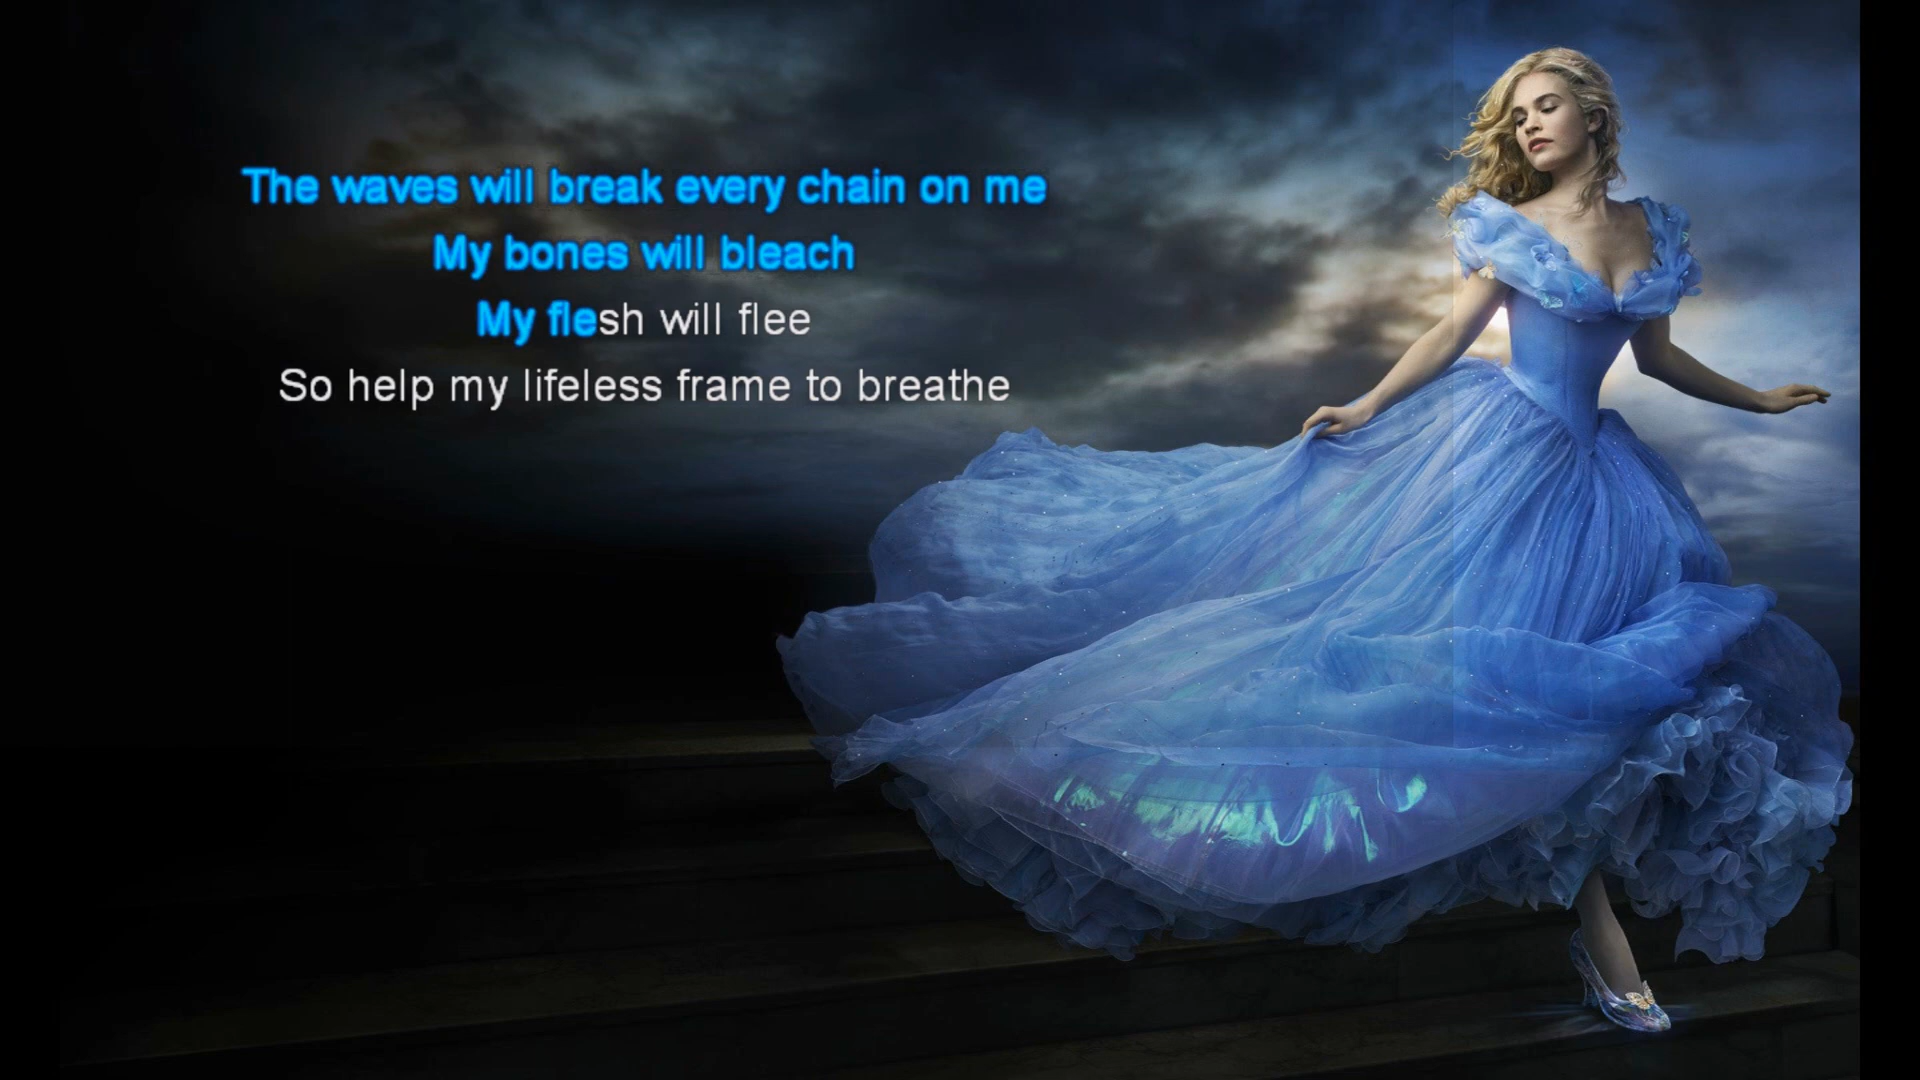 The waves will break every chain on me
My bones will bleach
My flesh will flee
So help my lifeless frame to breathe